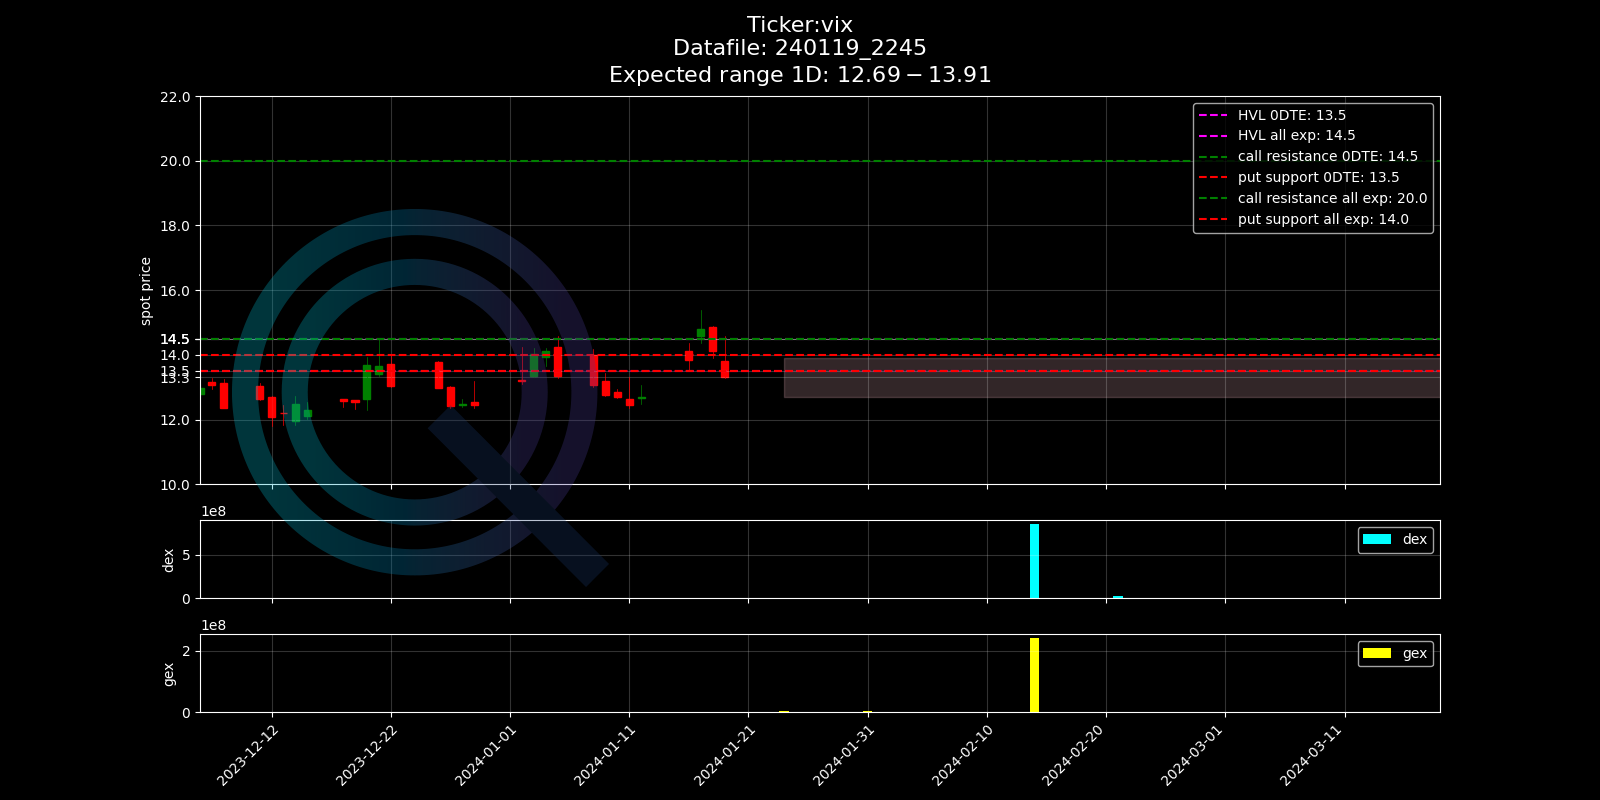 Ticker:vix
Datafile: 240119_2245
Expected range 1D: 12.69 − 13.91
22.0
20.0
18.0
16.0
14.5
14.0
13.5
13.3
12.0
10.0
spot price
HVL 0DTE: 13.5
HVL all exp: 14.5
call resistance 0DTE: 14.5
put support 0DTE: 13.5
call resistance all exp: 20.0
put support all exp: 14.0
1e8
5
0
dex
dex
1e8
2
0
gex
gex
2023-12-12
2023-12-22
2024-01-01
2024-01-11
2024-01-21
2024-01-31
2024-02-10
2024-02-20
2024-03-01
2024-03-11